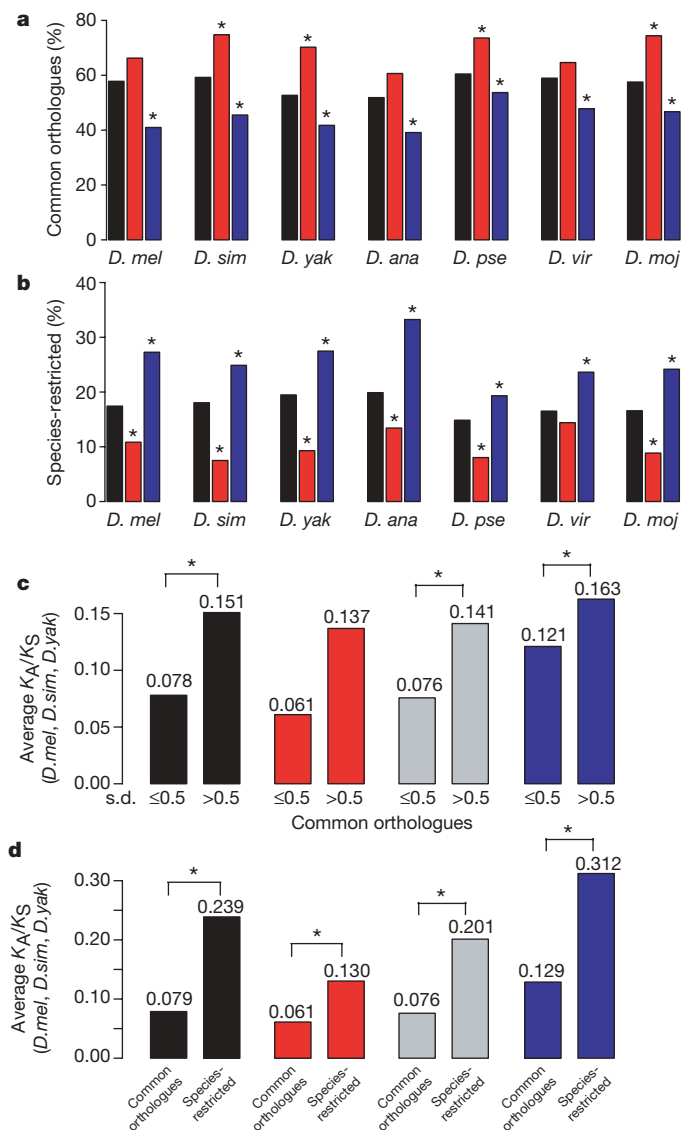 a
Common orthologues (%)
80
60
40
20
0
* * * *
* * * * * * *
D. mel D. sim D. yak D. ana D. pse D. vir D. moj
b
Species-restricted (%)
40
30
20
10
0
* * * * * * *
* * * * * *
D. mel D. sim D. yak D. ana D. pse D. vir D. moj
c
Average KA/KS
(D.mel, D.sim, D.yak)
0.15
0.10
0.05
0.00
* * *
0.078 0.151 0.061 0.137 0.076 0.141 0.121 0.163
s.d. ≤0.5 >0.5 ≤0.5 >0.5 ≤0.5 >0.5 ≤0.5 >0.5
Common orthologues
d
Average KA/KS
(D.mel, D.sim, D.yak)
0.30
0.20
0.10
0.00
* * * *
0.079 0.239 0.061 0.130 0.076 0.201 0.129 0.312
Common orthologues
Species-restricted
Common orthologues
Species-restricted
Common orthologues
Species-restricted
Common orthologues
Species-restricted